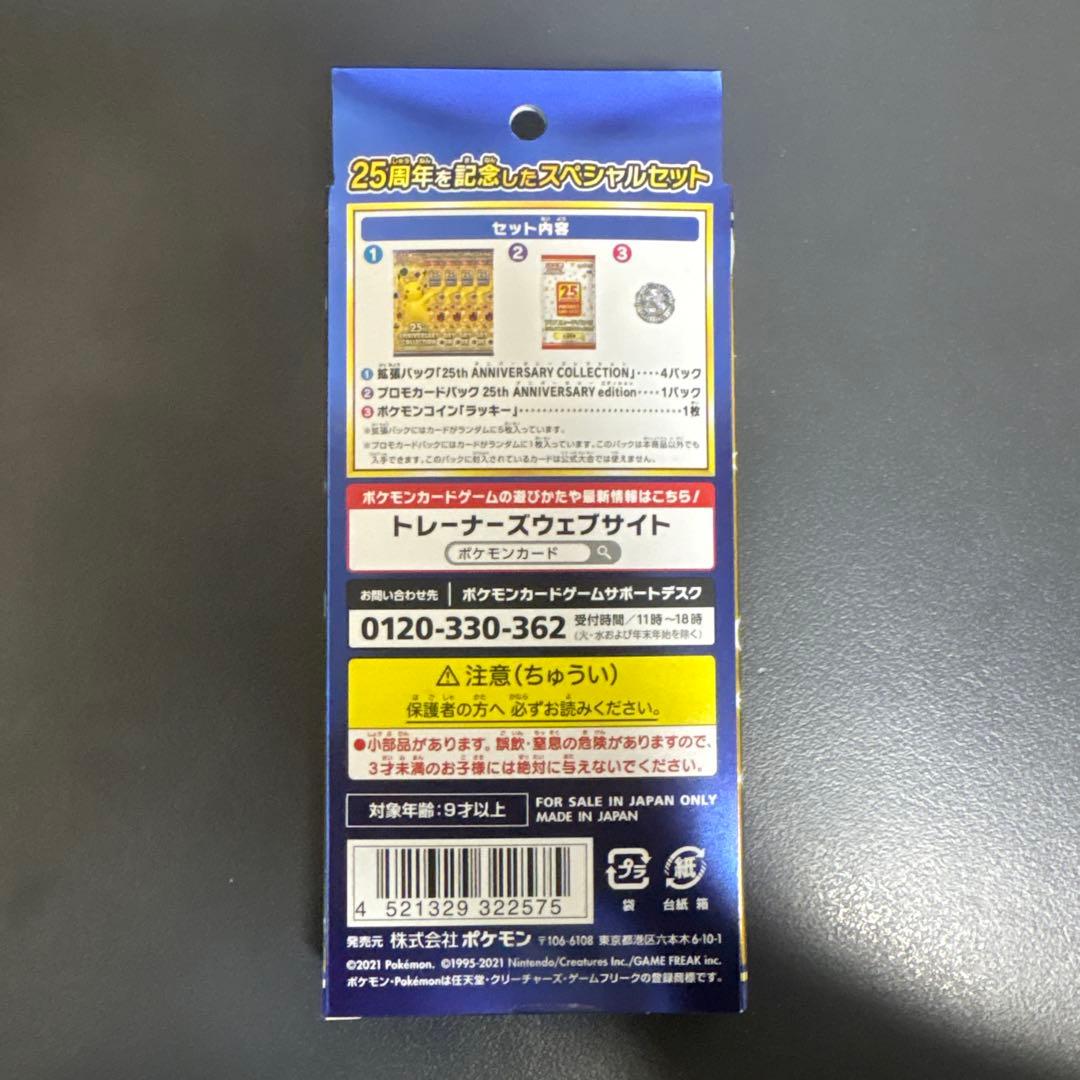 25周年を記念したスペシャルセット
セット内容
1 2 3
25
ANNIVERSARY
COLLECTION
25
1 拡張パック「25th ANNIVERSARY COLLECTION」････4パック
2 プロモカードパック 25th ANNIVERSARY edition････1パック
3 ポケモンコイン「ラッキー」･･････････････････････････1枚
※拡張パックにはカードがランダムに5枚入っています。
※プロモカードパックにはカードがランダムに1枚入っています。このパックは本商品以外でも
入手できます。このパックに封入されているカードは公式大会では使えません。
ポケモンカードゲームの遊びかたや最新情報はこちら!
トレーナーズウェブサイト
ポケモンカード
お問い合わせ先 ポケモンカードゲームサポートデスク
0120-330-362 受付時間/11時~18時
(火・水および年末年始を除く)
⚠注意(ちゅうい)
保護者の方へ 必ずお読みください。
●小部品があります。誤飲・窒息の危険がありますので、
3才未満のお子様には絶対に与えないでください。
対象年齢:9才以上
FOR SALE IN JAPAN ONLY
MADE IN JAPAN
プラ 紙
袋 台紙 箱
4 521329 322575
発売元 株式会社ポケモン 〒106-6108 東京都港区六本木6-10-1
©2021 Pokémon. ©1995-2021 Nintendo/Creatures Inc./GAME FREAK inc.
ポケモン・Pokémonは任天堂・クリーチャーズ・ゲームフリークの登録商標です。